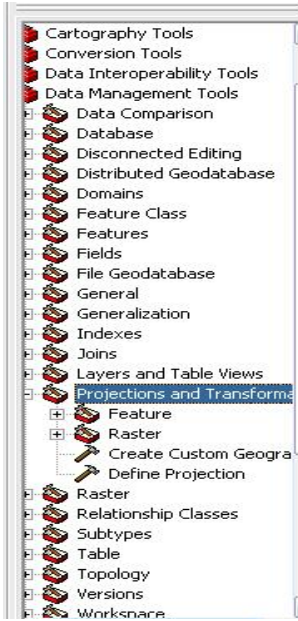 Cartography Tools
Conversion Tools
Data Interoperability Tools
Data Management Tools
Data Comparison
Database
Disconnected Editing
Distributed Geodatabase
Domains
Feature Class
Features
Fields
File Geodatabase
General
Generalization
Indexes
Joins
Layers and Table Views
Projections and Transforma
Feature
Raster
Create Custom Geogra
Define Projection
Raster
Relationship Classes
Subtypes
Table
Topology
Versions
Workspace